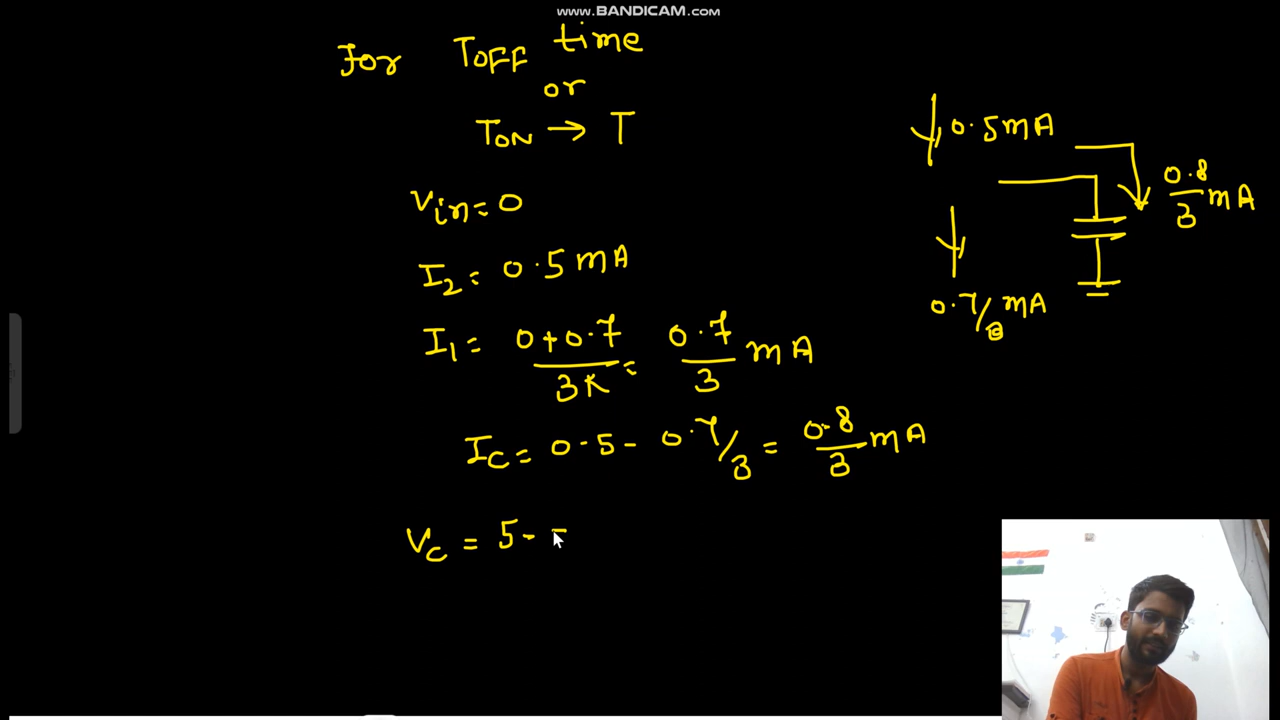 WWW.BANDICAM.COM
For TOFF time
or
TON → T
Vin = 0
I2 = 0.5 mA
I1 = (0 + 0.7)/3K = 0.7/3 mA
IC = 0.5 - 0.7/3 = 0.8/3 mA
VC = 5 -
0.5 mA
0.8/3 mA
0.7/ mA